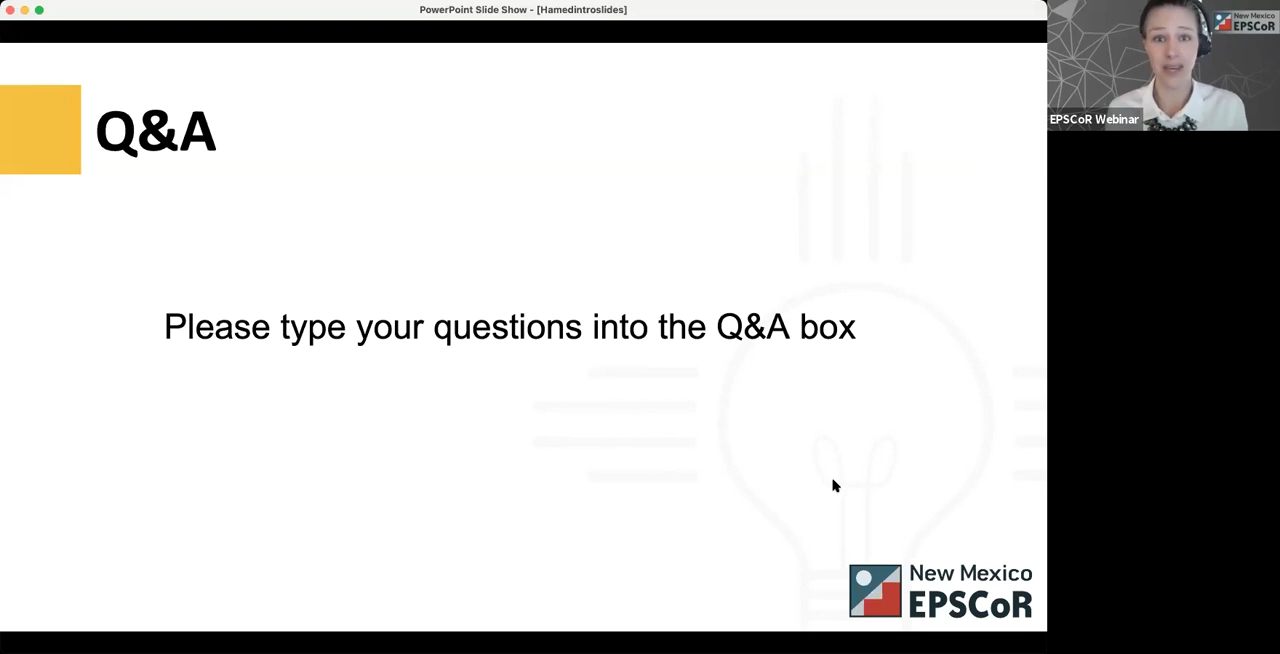 PowerPoint Slide Show - [Hamedintroslides]
New Mexico
EPSCoR
EPSCoR Webinar
Q&A
Please type your questions into the Q&A box
New Mexico
EPSCoR